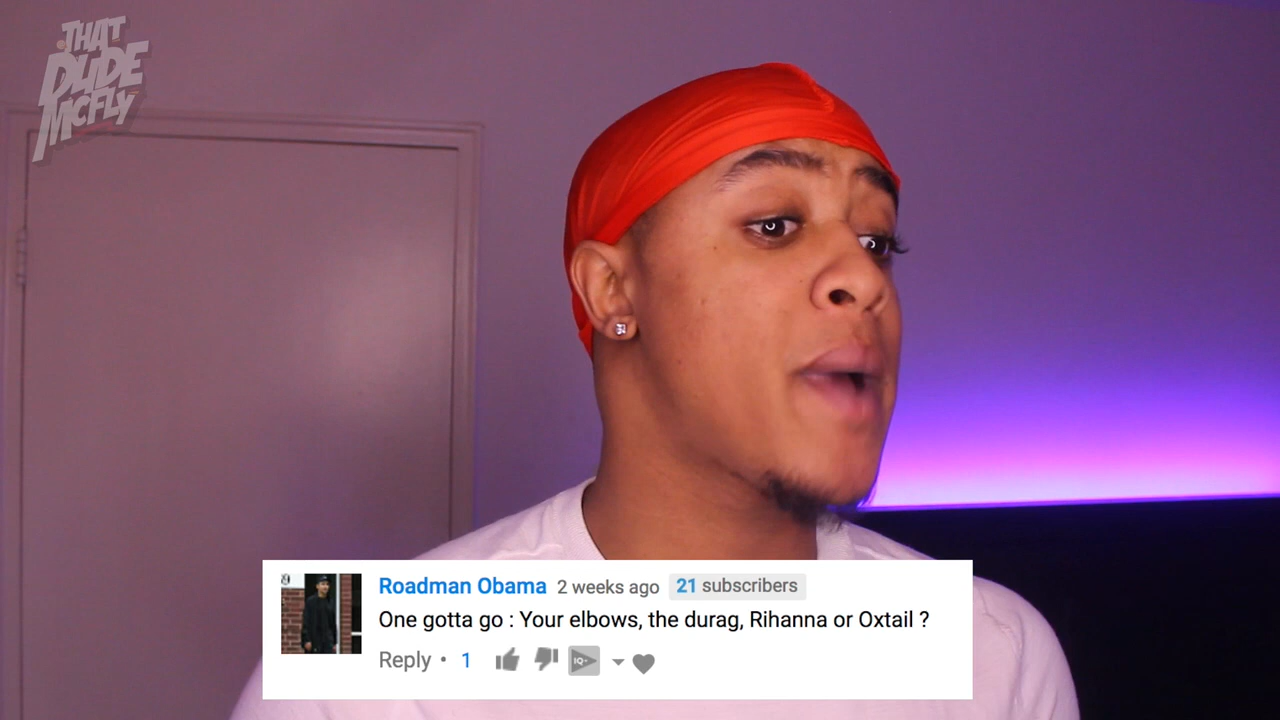 THAT
DUDE
MCFLY
Roadman Obama 2 weeks ago 21 subscribers
One gotta go : Your elbows, the durag, Rihanna or Oxtail ?
Reply • 1 IQ+